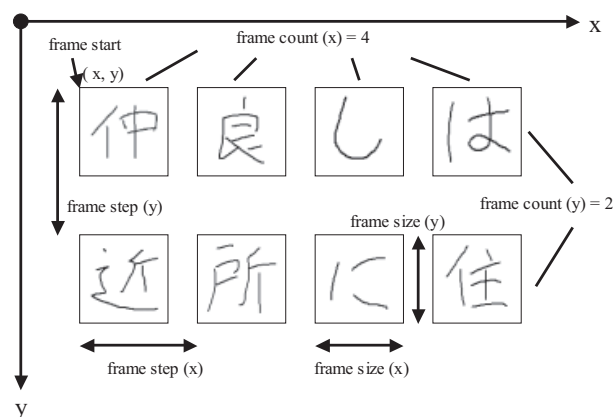 x
frame start
( x, y)
frame count (x) = 4
仲良しは
frame step (y)
frame count (y) = 2
frame size (y)
近所に住
frame step (x)
frame size (x)
y